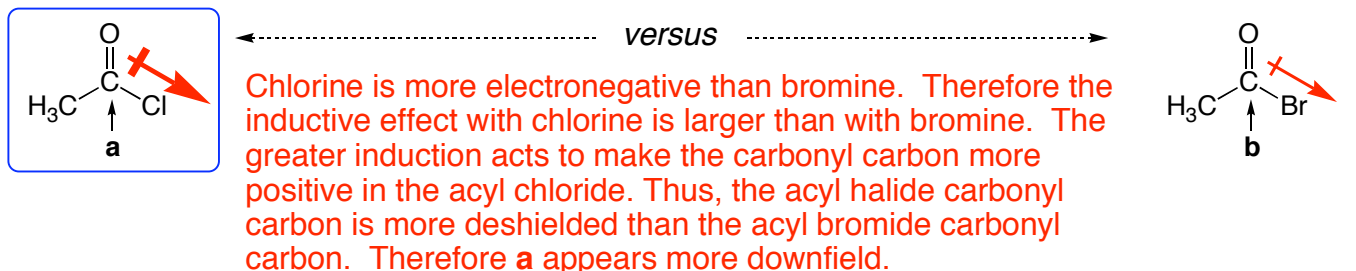 versus
O
C
H3C
Cl
a
Chlorine is more electronegative than bromine.  Therefore the
inductive effect with chlorine is larger than with bromine.  The
greater induction acts to make the carbonyl carbon more
positive in the acyl chloride. Thus, the acyl halide carbonyl
carbon is more deshielded than the acyl bromide carbonyl
carbon.  Therefore a appears more downfield.
O
C
H3C
Br
b